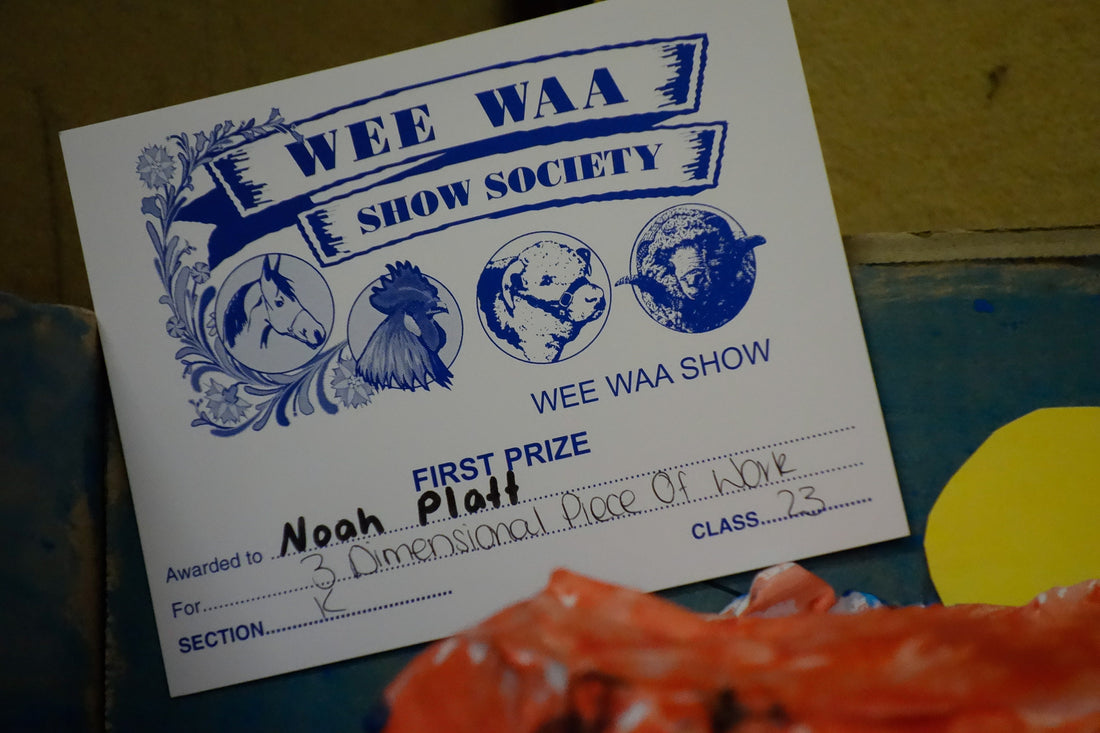 WEE WAA
SHOW SOCIETY
WEE WAA SHOW
FIRST PRIZE
Awarded to Noah Platt
For 3 Dimensional Piece Of Work
SECTION K CLASS 23